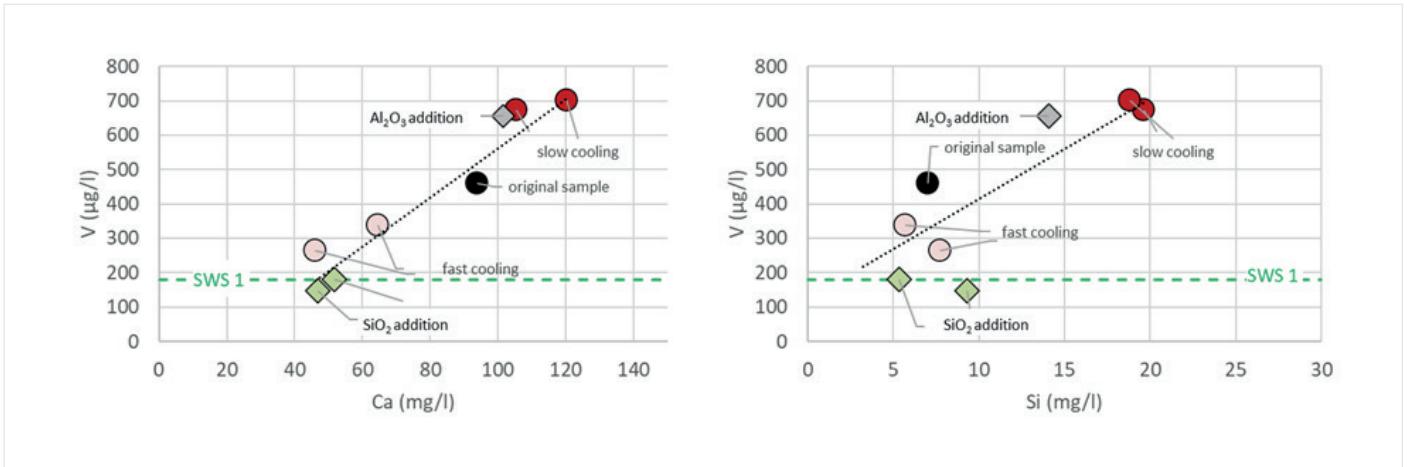 800
700
600
500
400
300
200
100
0
V (µg/l)
Al₂O₃ addition
slow cooling
original sample
fast cooling
SWS 1
SiO₂ addition
0 20 40 60 80 100 120 140
Ca (mg/l)
800
700
600
500
400
300
200
100
0
V (µg/l)
Al₂O₃ addition
original sample
slow cooling
fast cooling
SWS 1
SiO₂ addition
0 5 10 15 20 25 30
Si (mg/l)